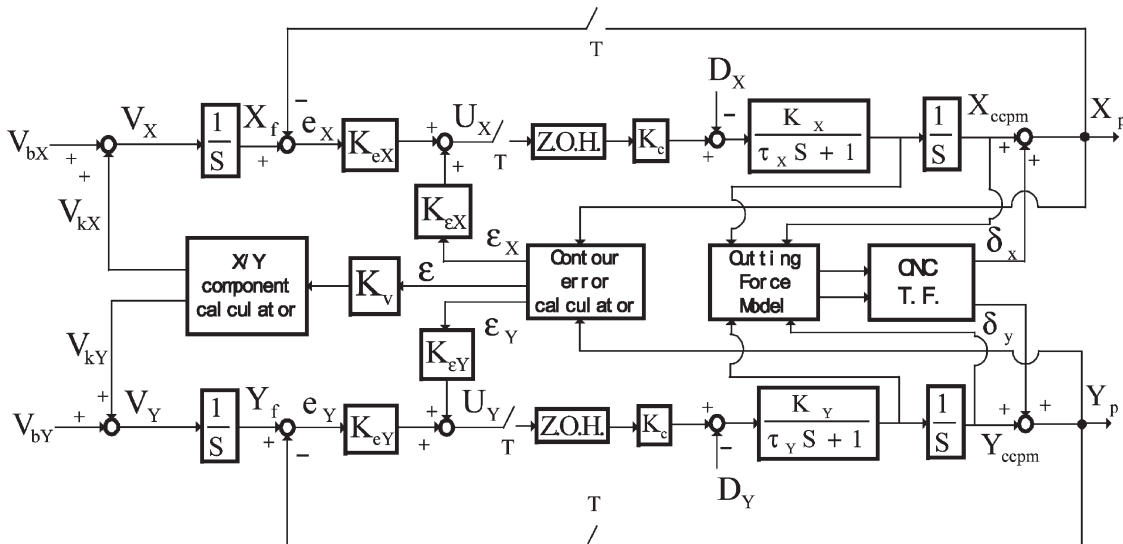 T
D_X
V_bX
+
+
V_X
1
S
X_f
+
−
e_X
K_eX
+
+
U_X
T
Z.O.H.
K_c
+
−
K_X
τ_X S + 1
1
S
X_ccpm
+
+
X_p
V_kX
K_εX
ε_X
δ_x
X/Y
component
calculator
K_v
ε
Contour
error
calculator
Cutting
Force
Model
CNC
T. F.
V_kY
ε_Y
K_εY
δ_y
V_bY
+
+
V_Y
1
S
Y_f
+
−
e_Y
K_eY
+
+
U_Y
T
Z.O.H.
K_c
+
−
D_Y
K_Y
τ_Y S + 1
1
S
Y_ccpm
+
+
Y_p
T